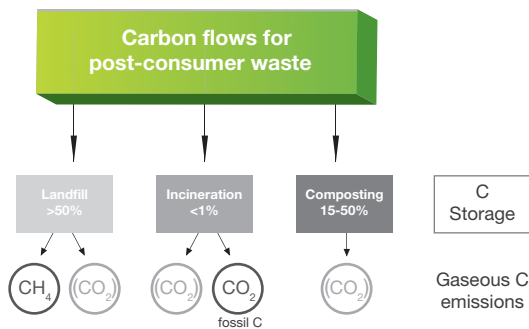 Carbon flows for
post-consumer waste
Landfill
>50%
Incineration
<1%
Composting
15-50%
C
Storage
CH₄
(CO₂)
(CO₂)
CO₂
(CO₂)
fossil C
Gaseous C
emissions